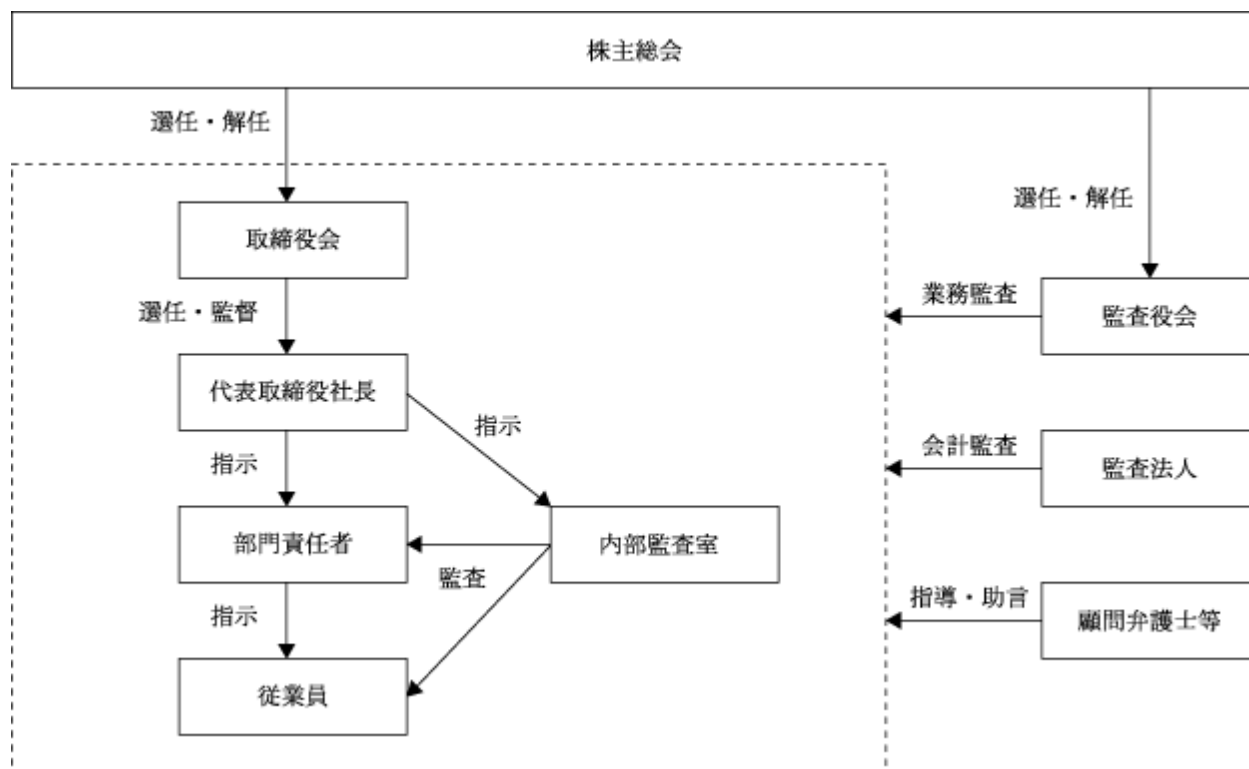 株主総会
選任・解任
選任・解任
取締役会
選任・監督
業務監査
監査役会
代表取締役社長
指示
会計監査
監査法人
指示
部門責任者
内部監査室
監査
指導・助言
顧問弁護士等
指示
従業員